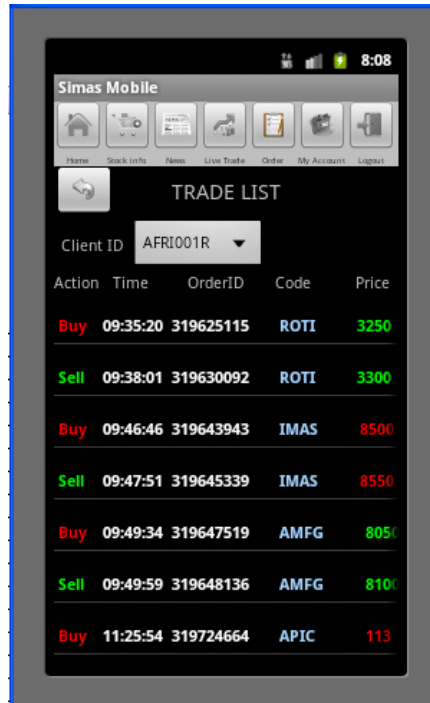 8:08
Simas Mobile
Home Stock info News Live Trade Order My Account Logout
TRADE LIST
Client ID AFRI001R
Action Time OrderID Code Price
Buy 09:35:20 319625115 ROTI 3250
Sell 09:38:01 319630092 ROTI 3300
Buy 09:46:46 319643943 IMAS 8500
Sell 09:47:51 319645339 IMAS 8550
Buy 09:49:34 319647519 AMFG 8050
Sell 09:49:59 319648136 AMFG 8100
Buy 11:25:54 319724664 APIC 113